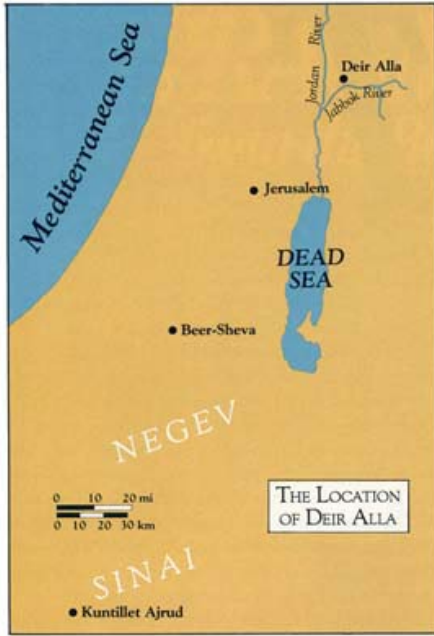 Mediterranean Sea
Jordan River
Deir Alla
Jabbok River
Jerusalem
DEAD
SEA
Beer-Sheva
NEGEV
0 10 20 mi
0 10 20 30 km
THE LOCATION
OF DEIR ALLA
SINAI
Kuntillet Ajrud